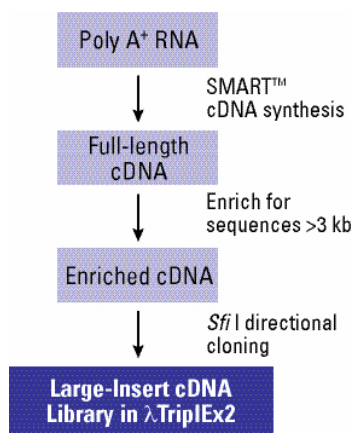 Poly A⁺ RNA
SMART™
cDNA synthesis
Full-length
cDNA
Enrich for
sequences >3 kb
Enriched cDNA
Sfi I directional
cloning
Large-Insert cDNA
Library in λTriplEx2